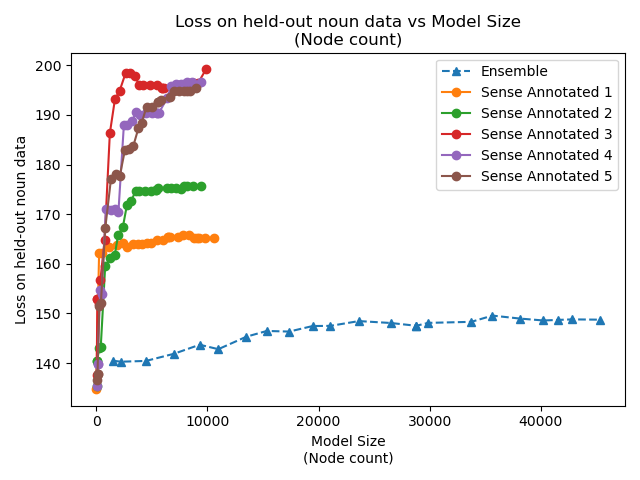 Loss on held-out noun data vs Model Size
(Node count)
Loss on held-out noun data
200
190
180
170
160
150
140
0
10000
20000
30000
40000
Model Size
(Node count)
Ensemble
Sense Annotated 1
Sense Annotated 2
Sense Annotated 3
Sense Annotated 4
Sense Annotated 5